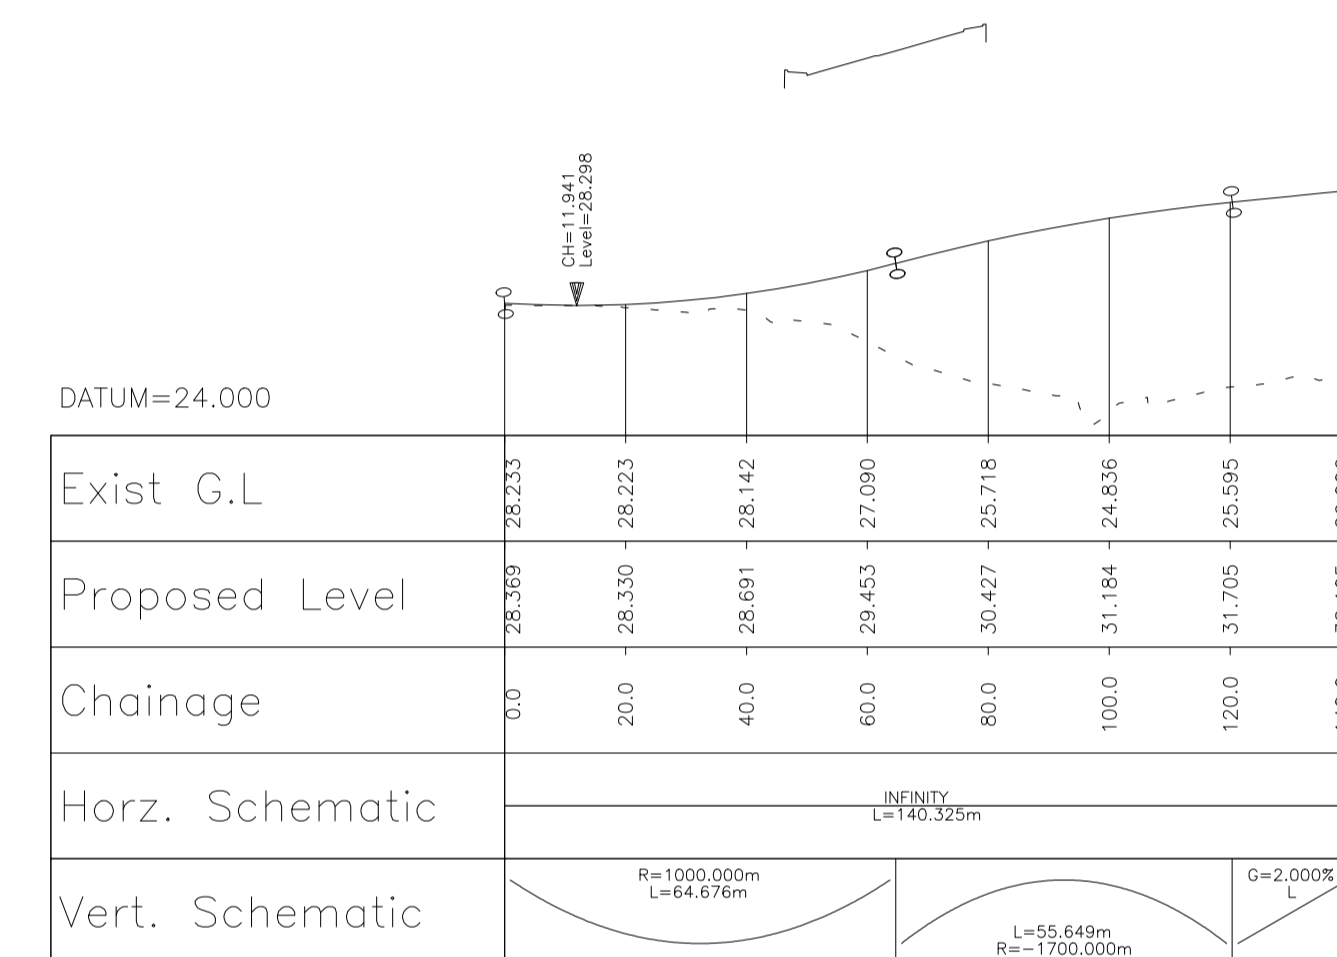 CH=11.941
Level=28.298
DATUM=24.000
Exist G.L 28.233 28.223 28.142 27.090 25.718 24.836 25.595
Proposed Level 28.369 28.330 28.691 29.453 30.427 31.184 31.705
Chainage 0.0 20.0 40.0 60.0 80.0 100.0 120.0
Horz. Schematic
INFINITY
L=140.325m
Vert. Schematic
R=1000.000m
L=64.676m
L=55.649m
R=-1700.000m
G=2.000%
L